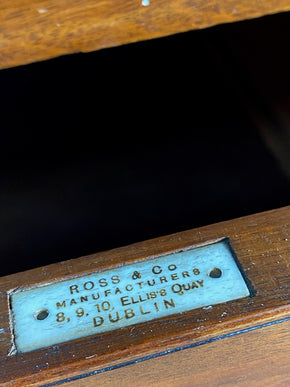 ROSS & CO
MANUFACTURERS
8, 9, 10, ELLIS'S QUAY
DUBLIN